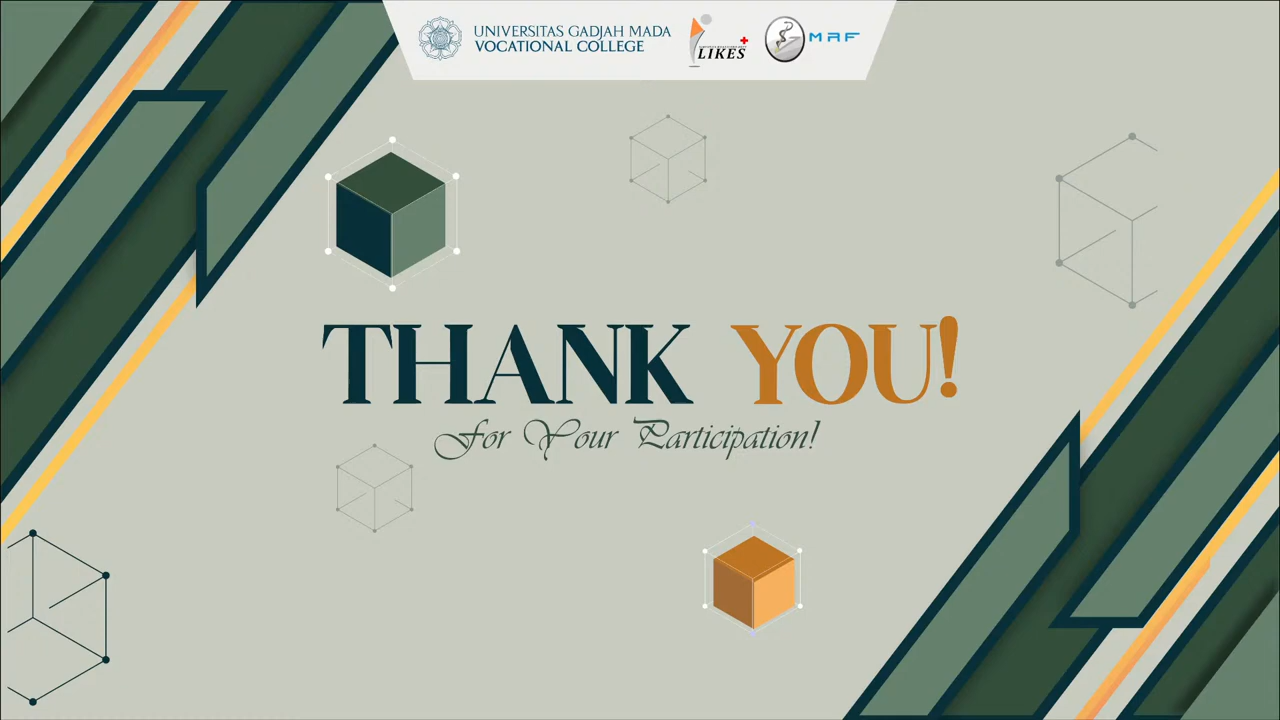 UNIVERSITAS GADJAH MADA
VOCATIONAL COLLEGE
LIKES
MAF
THANK YOU!
For Your Participation!